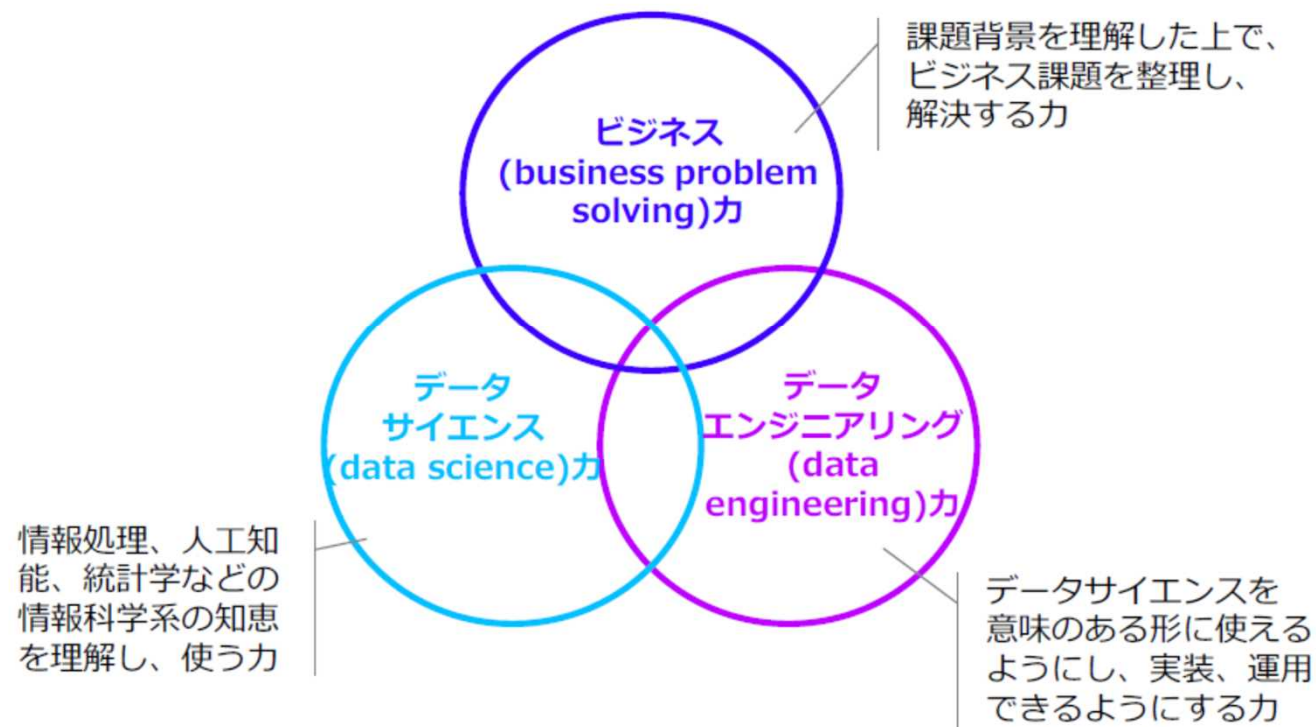 課題背景を理解した上で、
ビジネス課題を整理し、
解決する力
ビジネス
(business problem
solving)力
データ
サイエンス
(data science)力
データ
エンジニアリング
(data
engineering)力
情報処理、人工知
能、統計学などの
情報科学系の知恵
を理解し、使う力
データサイエンスを
意味のある形に使える
ようにし、実装、運用
できるようにする力